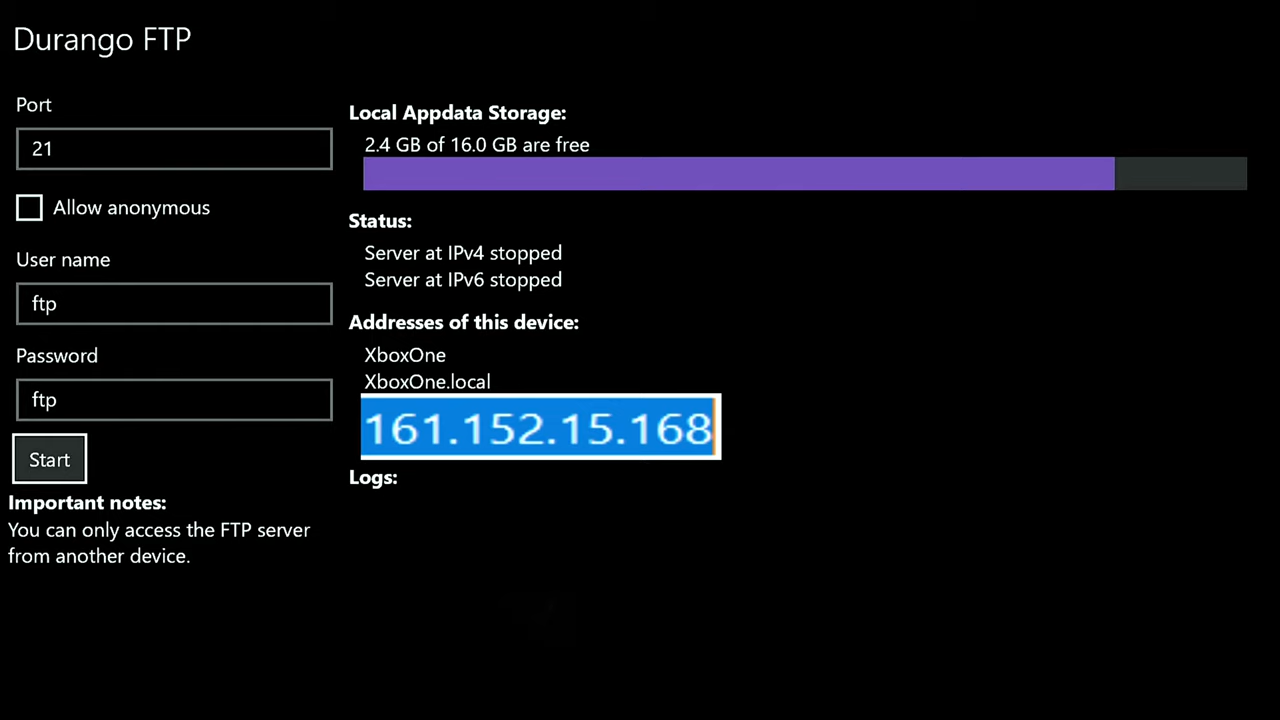 Durango FTP
Port
21
Allow anonymous
User name
ftp
Password
ftp
Start
Important notes:
You can only access the FTP server
from another device.
Local Appdata Storage:
2.4 GB of 16.0 GB are free
Status:
Server at IPv4 stopped
Server at IPv6 stopped
Addresses of this device:
XboxOne
XboxOne.local
161.152.15.168
Logs: